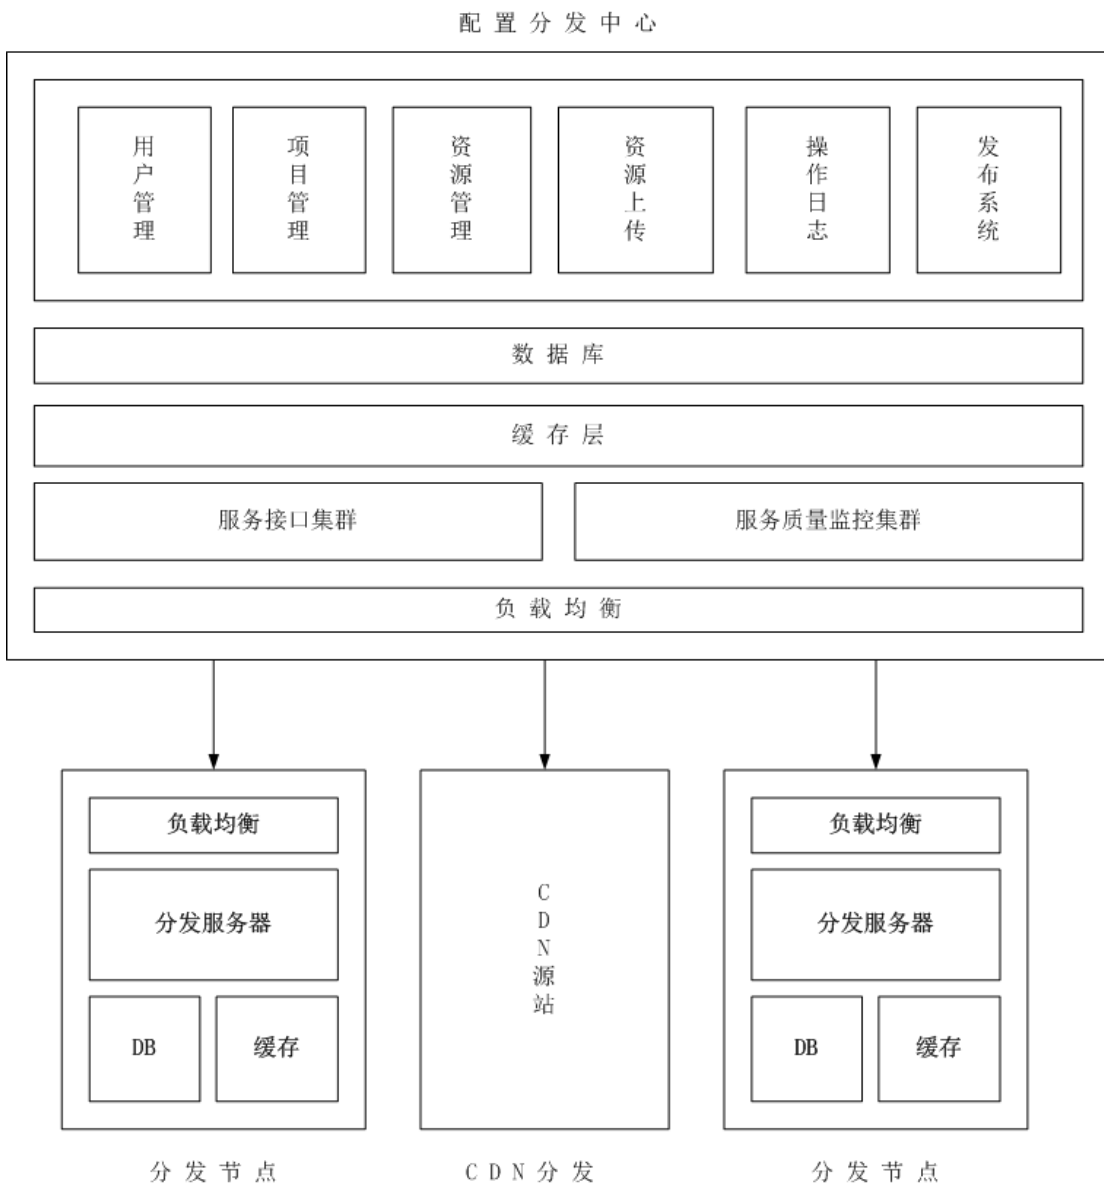 配置分发中心
用户管理
项目管理
资源管理
资源上传
操作日志
发布系统
数据库
缓存层
服务接口集群
服务质量监控集群
负载均衡
负载均衡
分发服务器
DB
缓存
CDN源站
负载均衡
分发服务器
DB
缓存
分发节点
CDN分发
分发节点